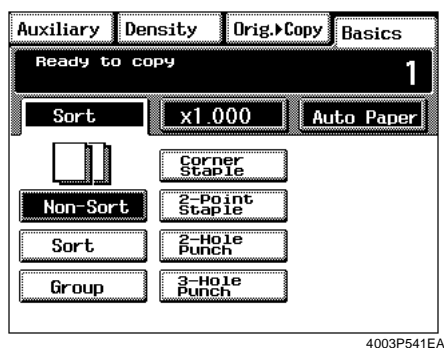 Auxiliary Density Orig.▶Copy Basics
Ready to copy
1
Sort x1.000 Auto Paper
Corner
Staple
Non-Sort
2-Point
Staple
Sort
2-Hole
Punch
Group
3-Hole
Punch
4003P541EA